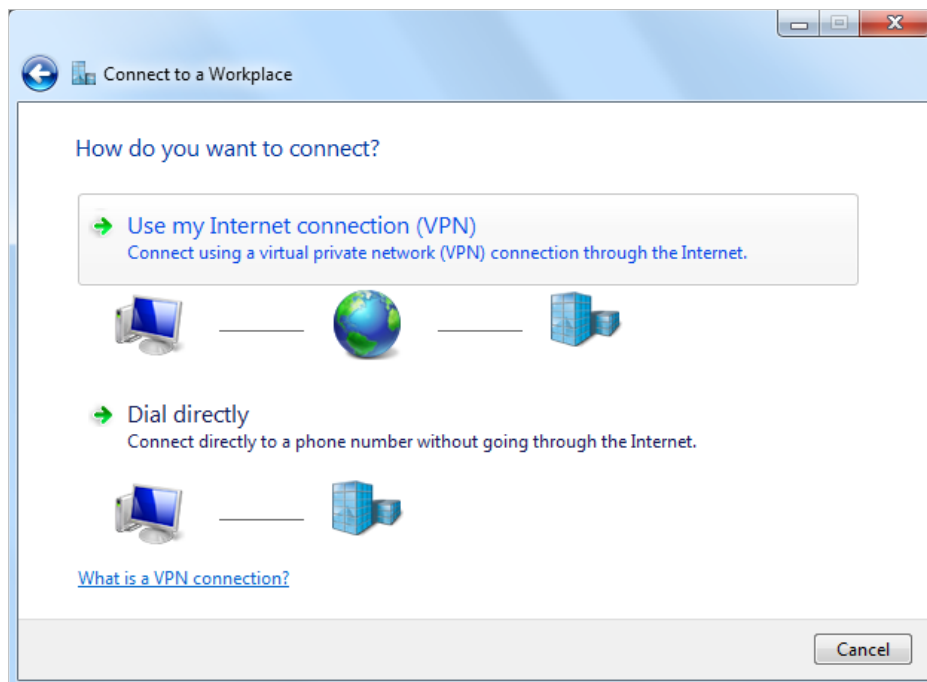 Connect to a Workplace
How do you want to connect?
Use my Internet connection (VPN)
Connect using a virtual private network (VPN) connection through the Internet.
Dial directly
Connect directly to a phone number without going through the Internet.
What is a VPN connection?
Cancel